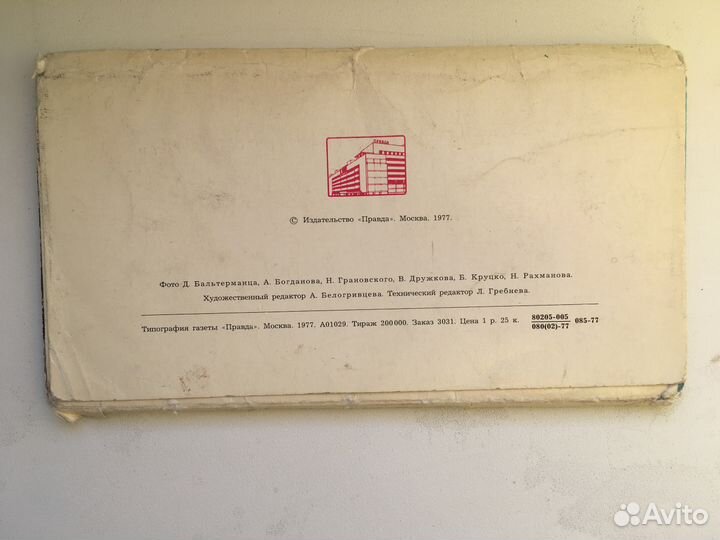 ПРАВДА
© Издательство «Правда». Москва. 1977.
Фото Д. Бальтерманца, А. Богданова, Н. Грановского, В. Дружкова, Б. Круцко, Н. Рахманова.
Художественный редактор А. Белогривцева. Технический редактор Л. Гребнева.
Типография газеты «Правда». Москва. 1977. А01029. Тираж 200 000. Заказ 3031. Цена 1 р. 25 к. 80205-005 085-77
080(02)-77
Avito